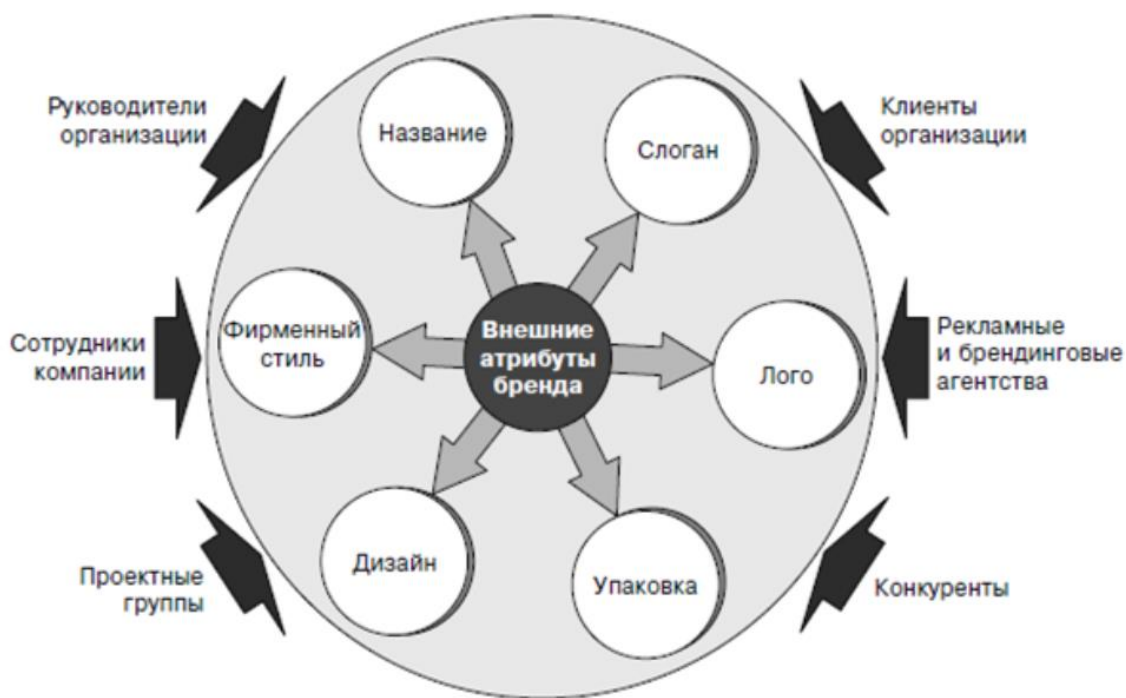 Руководители
организации
Название
Слоган
Клиенты
организации
Сотрудники
компании
Фирменный
стиль
Внешние
атрибуты
бренда
Лого
Рекламные
и брендинговые
агентства
Проектные
группы
Дизайн
Упаковка
Конкуренты